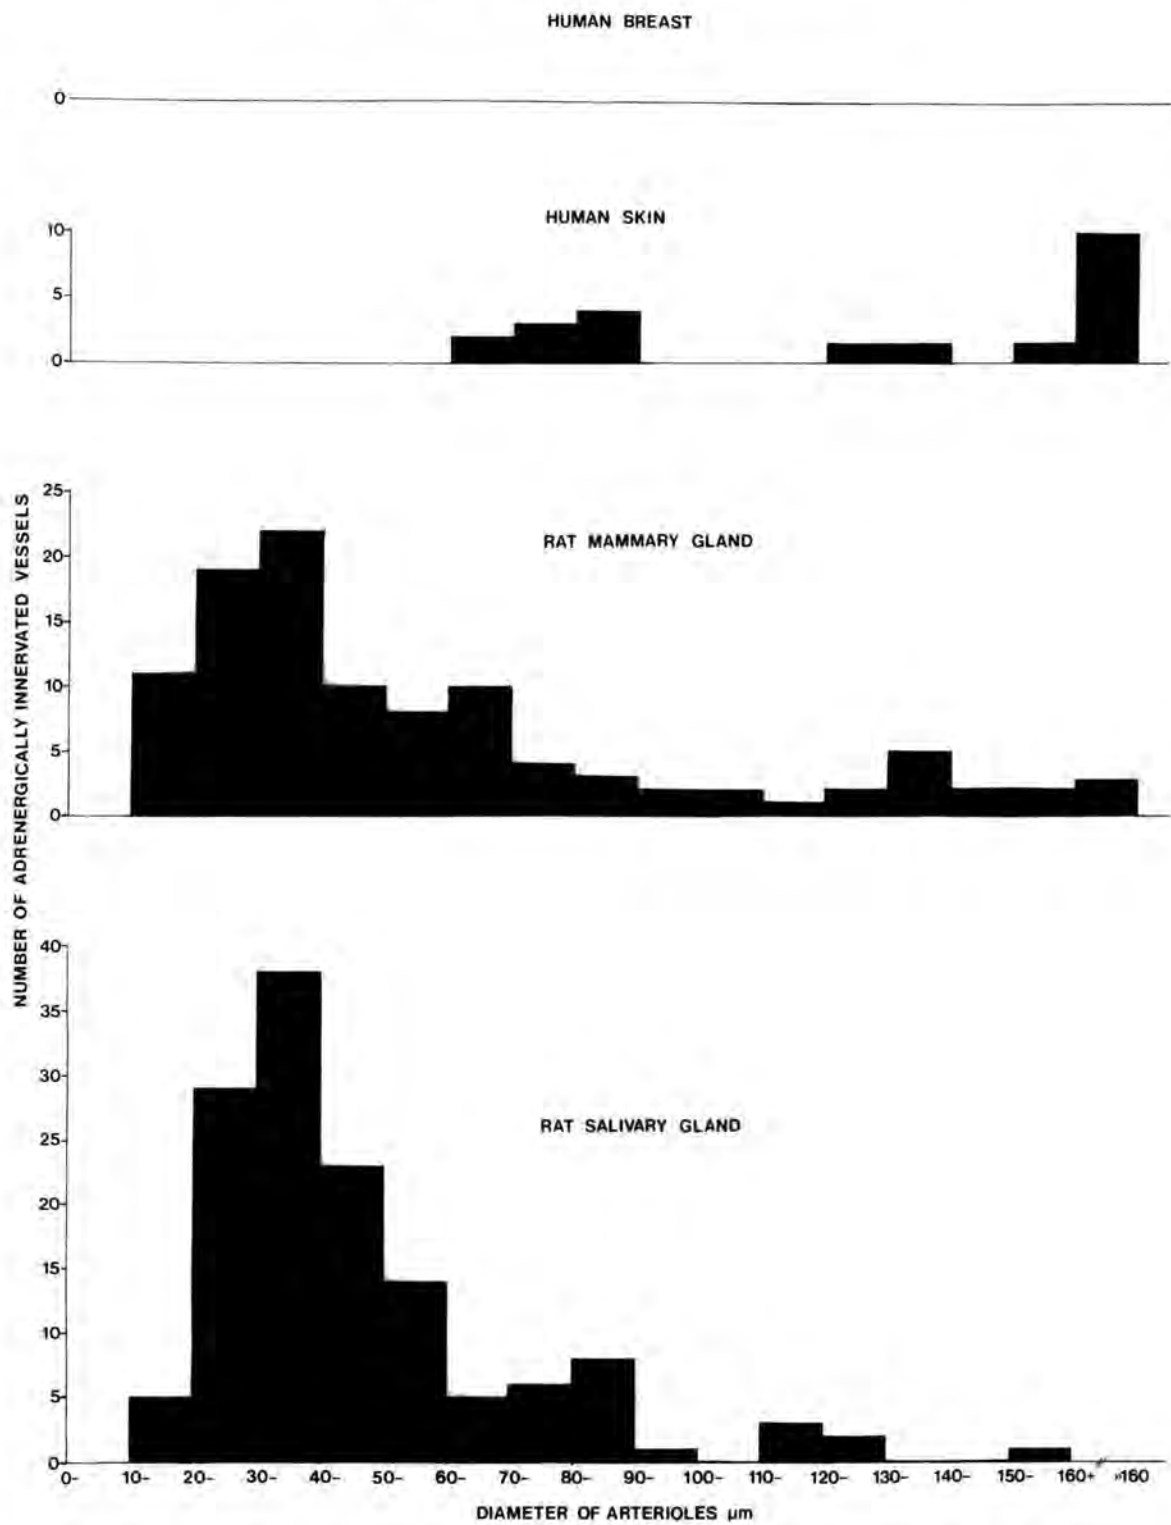 HUMAN BREAST
0
HUMAN SKIN
10
5
0
NUMBER OF ADRENERGICALLY INNERVATED VESSELS
25
RAT MAMMARY GLAND
20
15
10
5
0
40
35
30
RAT SALIVARY GLAND
25
20
15
10
5
0
0- 10- 20- 30- 40- 50- 60- 70- 80- 90- 100- 110- 120- 130- 140- 150- 160+ >160
DIAMETER OF ARTERIOLES µm